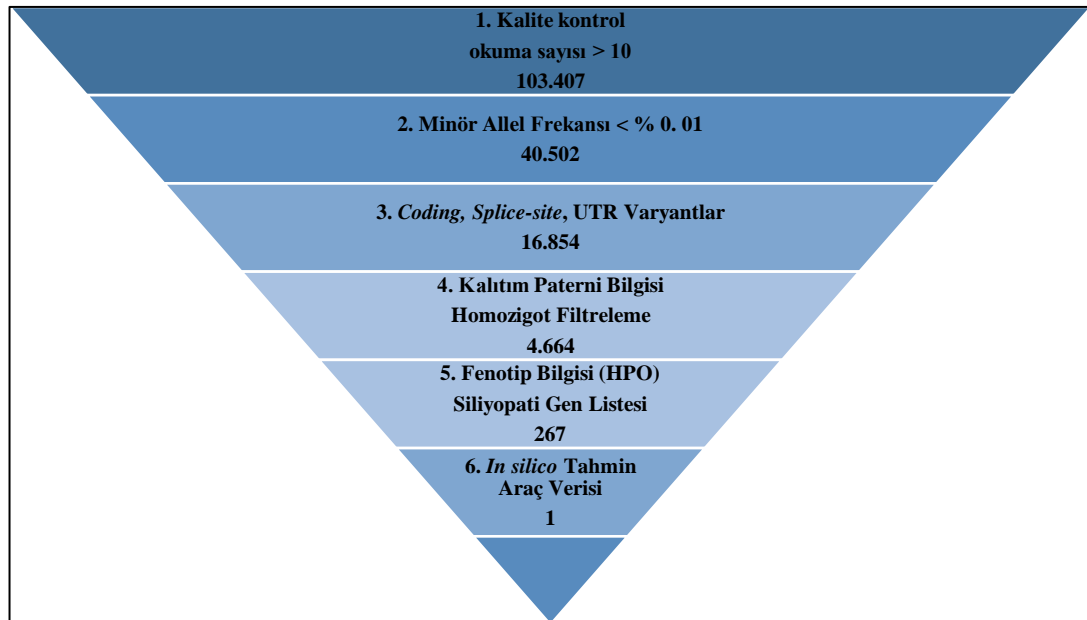 1. Kalite kontrol
okuma sayısı > 10
103.407
2. Minör Allel Frekansı < % 0. 01
40.502
3. Coding, Splice-site, UTR Varyantlar
16.854
4. Kalıtım Paterni Bilgisi
Homozigot Filtreleme
4.664
5. Fenotip Bilgisi (HPO)
Siliyopati Gen Listesi
267
6. In silico Tahmin
Araç Verisi
1